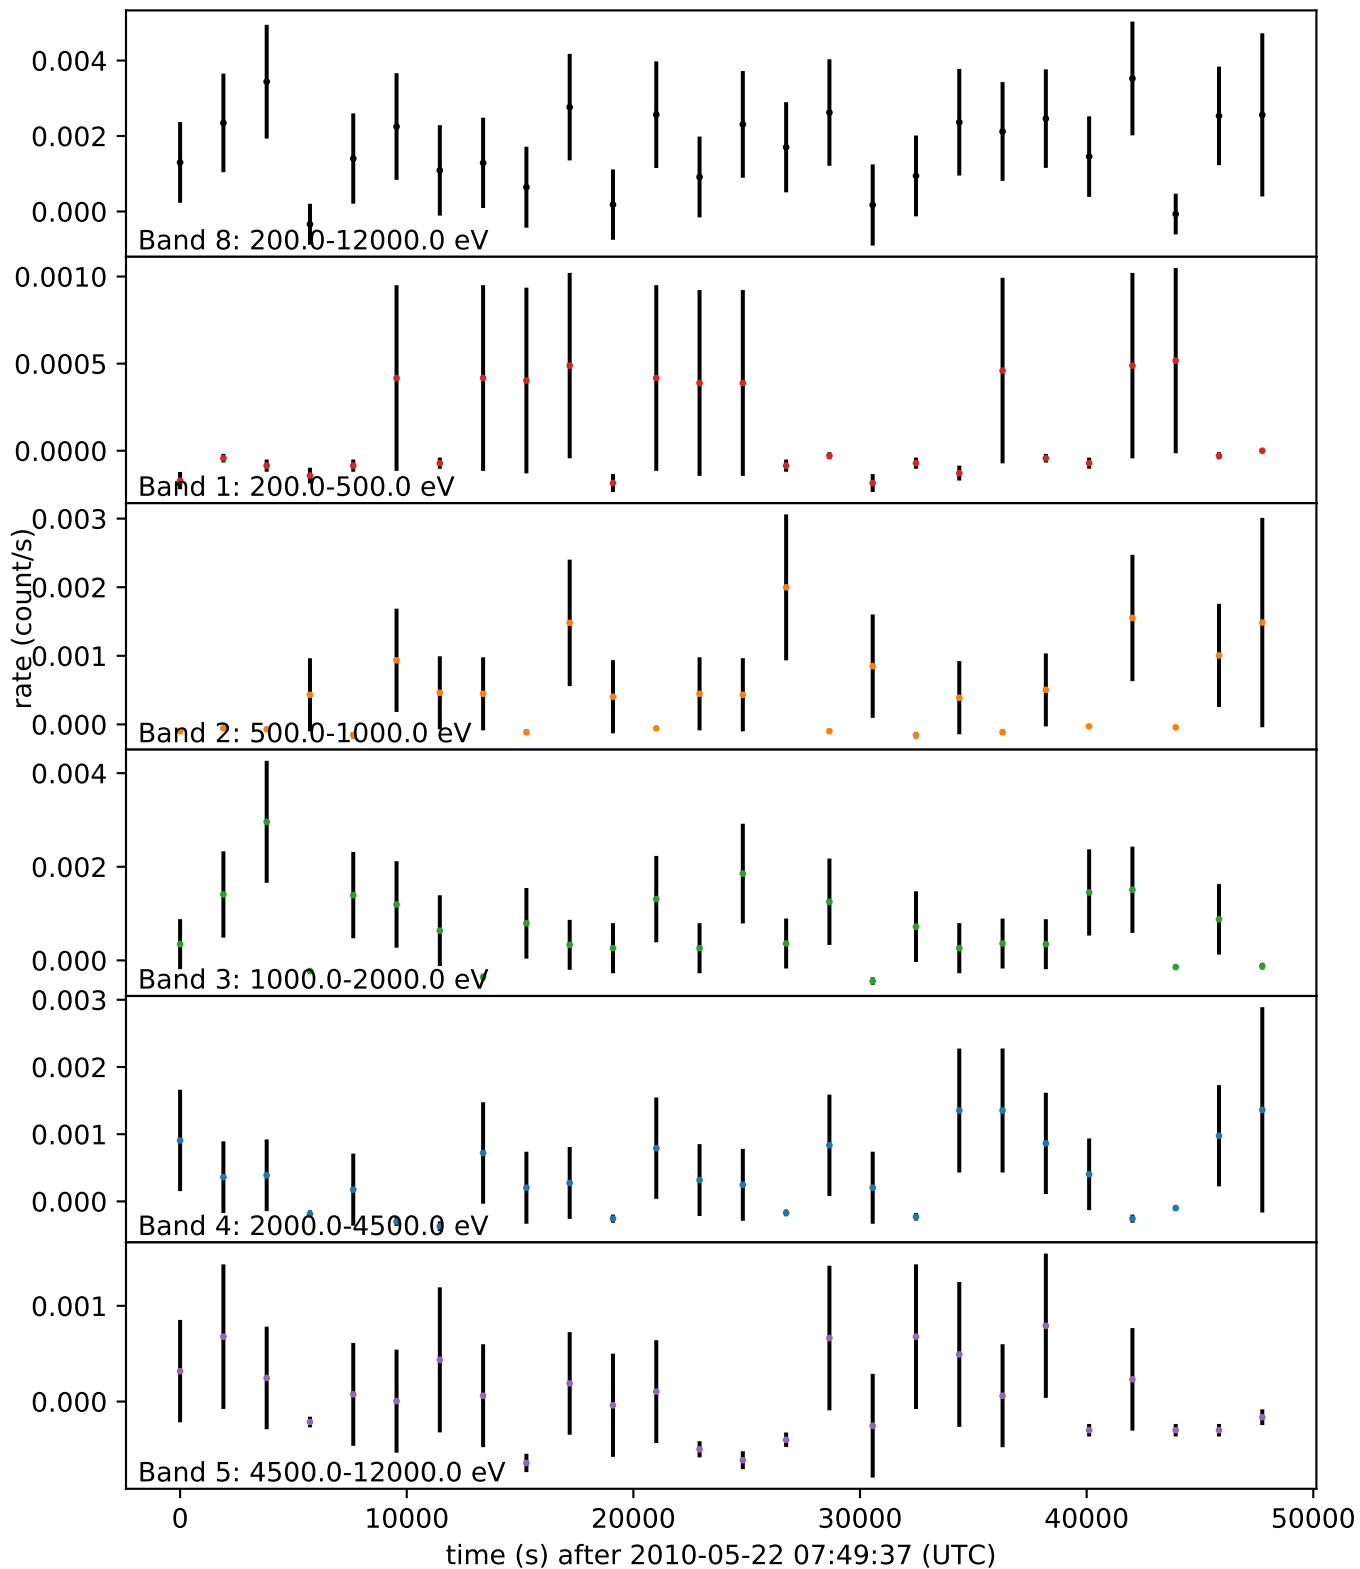 0.004
0.002
0.000
Band 8: 200.0-12000.0 eV
0.0010
0.0005
0.0000
Band 1: 200.0-500.0 eV
rate (count/s)
0.003
0.002
0.001
0.000
Band 2: 500.0-1000.0 eV
0.004
0.002
0.000
Band 3: 1000.0-2000.0 eV
0.003
0.002
0.001
0.000
Band 4: 2000.0-4500.0 eV
0.001
0.000
Band 5: 4500.0-12000.0 eV
0 10000 20000 30000 40000 50000
time (s) after 2010-05-22 07:49:37 (UTC)